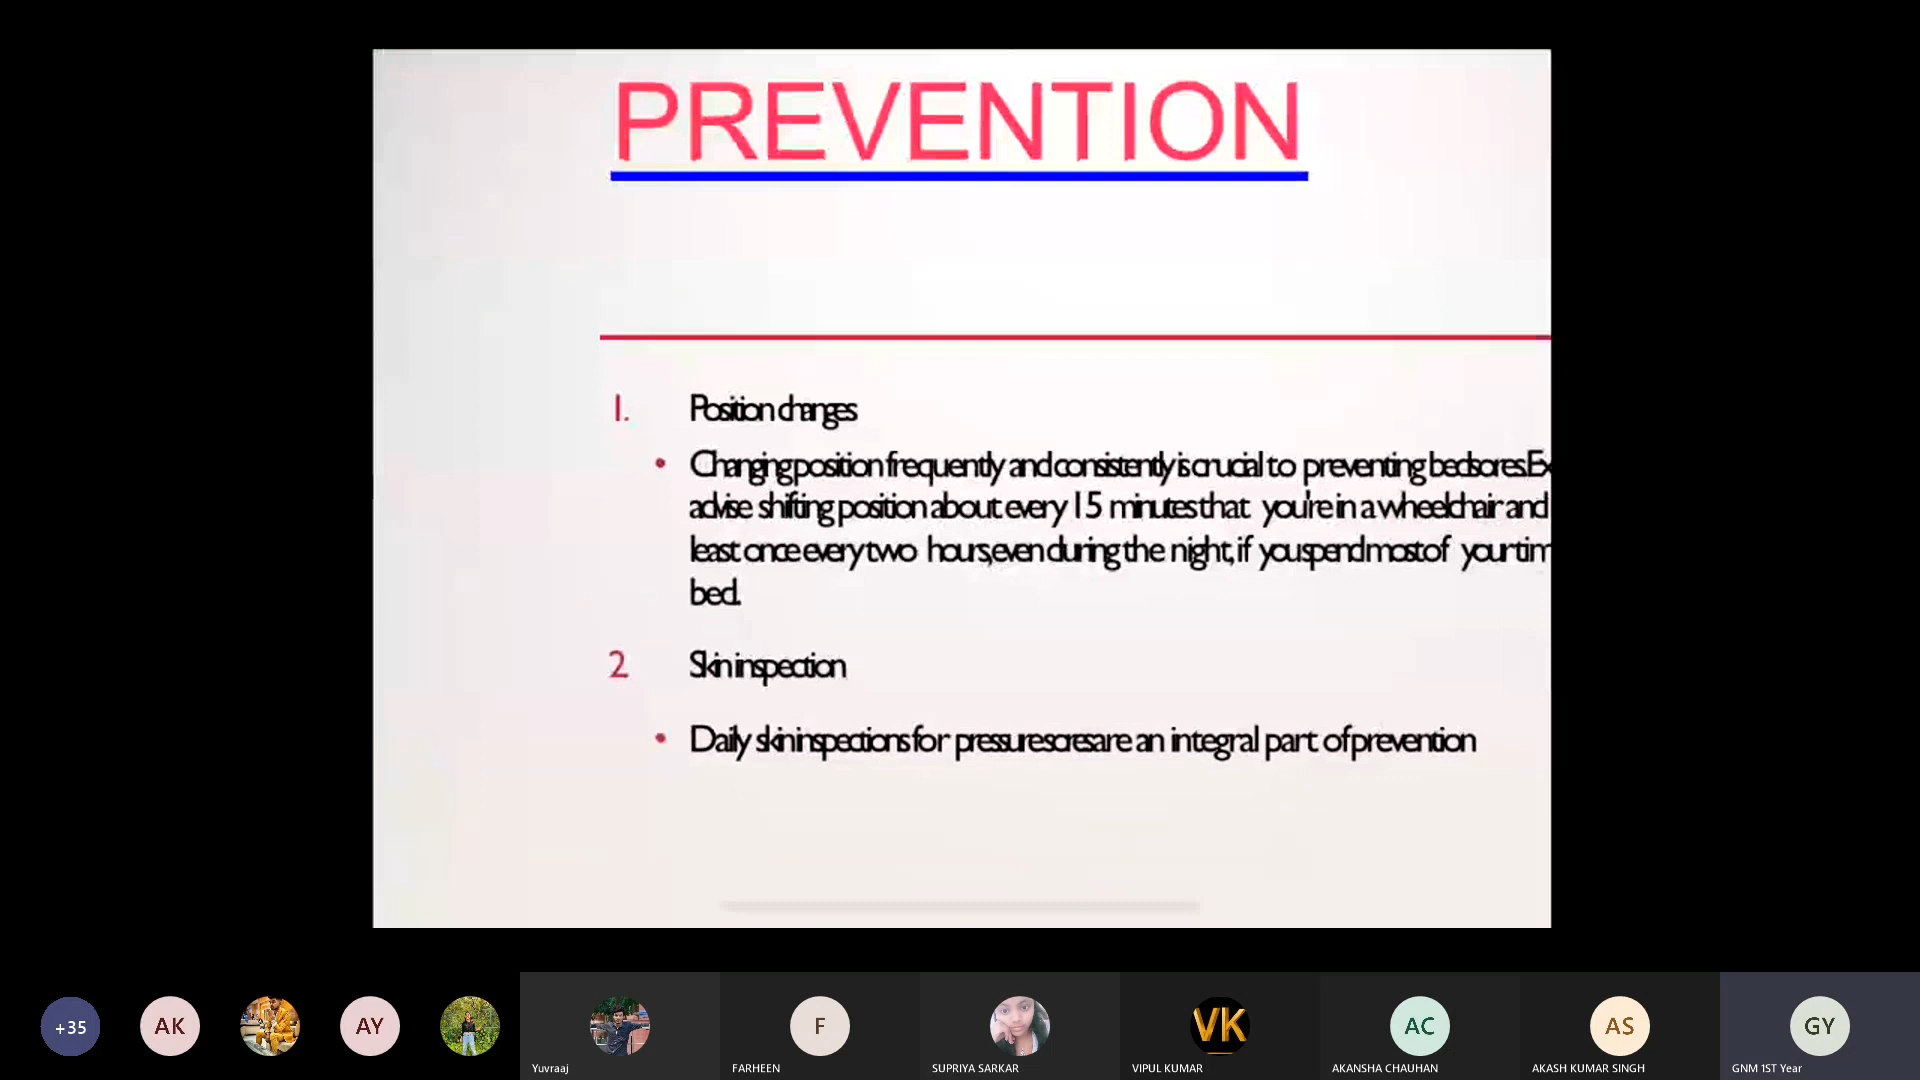 PREVENTION
1. Position changes
• Changing position frequently and consistently is crucial to preventing bedsores.Ex
advise shifting position about every 15 minutes that you're in a wheelchair and
least once every two hours,even during the night,if you spend most of your tim
bed.
2 Skin inspection
• Daily skin inspections for pressure sores are an integral part of prevention
+35
AK
AY
F
VK
AC
AS
GY
Yuvraaj
FARHEEN
SUPRIYA SARKAR
VIPUL KUMAR
AKANSHA CHAUHAN
AKASH KUMAR SINGH
GNM 1ST Year